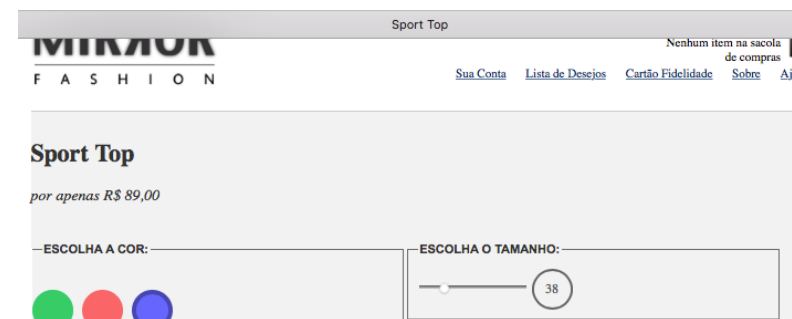 Sport Top
MIRROR
Nenhum item na sacola
de compras
FASHION
Sua Conta Lista de Desejos Cartão Fidelidade Sobre Aj
Sport Top
por apenas R$ 89,00
ESCOLHA A COR: ESCOLHA O TAMANHO:
38